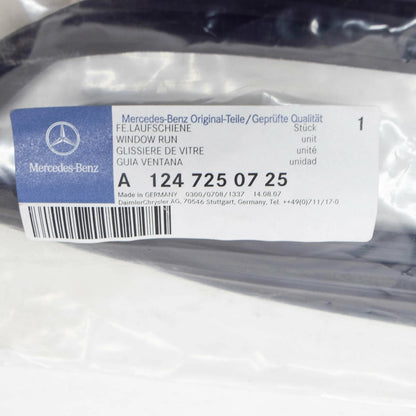 Mercedes-Benz
Mercedes-Benz Original-Teile/Geprüfte Qualität
FE.LAUFSCHIENE Stück 1
WINDOW RUN unit
GLISSIERE DE VITRE unité
GUIA VENTANA unidad
A 124 725 07 25
Made in GERMANY 0300/0708/1337 14.08.07
DaimlerChrysler AG, 70546 Stuttgart, Germany, Tel. ++49(0)711/17-0